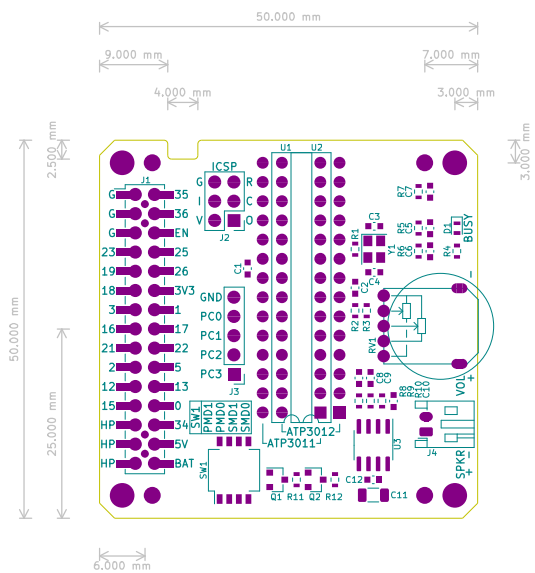 50.000 mm
9.000 mm
7.000 mm
4.000 mm
3.000 mm
2.500 mm
3.000 mm
50.000 mm
25.000 mm
6.000 mm
J1
G 35
G 36
G EN
23 25
19 26
18 3V3
3 1
16 17
21 22
2 5
12 13
15 0
HP 34
HP 5V
HP BAT
ICSP
G R
I C
V O
J2
U1 U2
C1
GND
PC0
PC1
PC2
PC3
J3
SW1
PMD1
PMD0
SMD1
SMD0
ATP3012
ATP3011
SW1
Q1 R11 Q2 R12
C3
R1
Y1
C4
C2
R2 R3
R7
R5
R6
C5
C6
D1
BUSY
R4
RV1
-
VOL +
C8
C9
R8
R9
R10
C10
U3
J4
C12
C11
SPKR
+ -